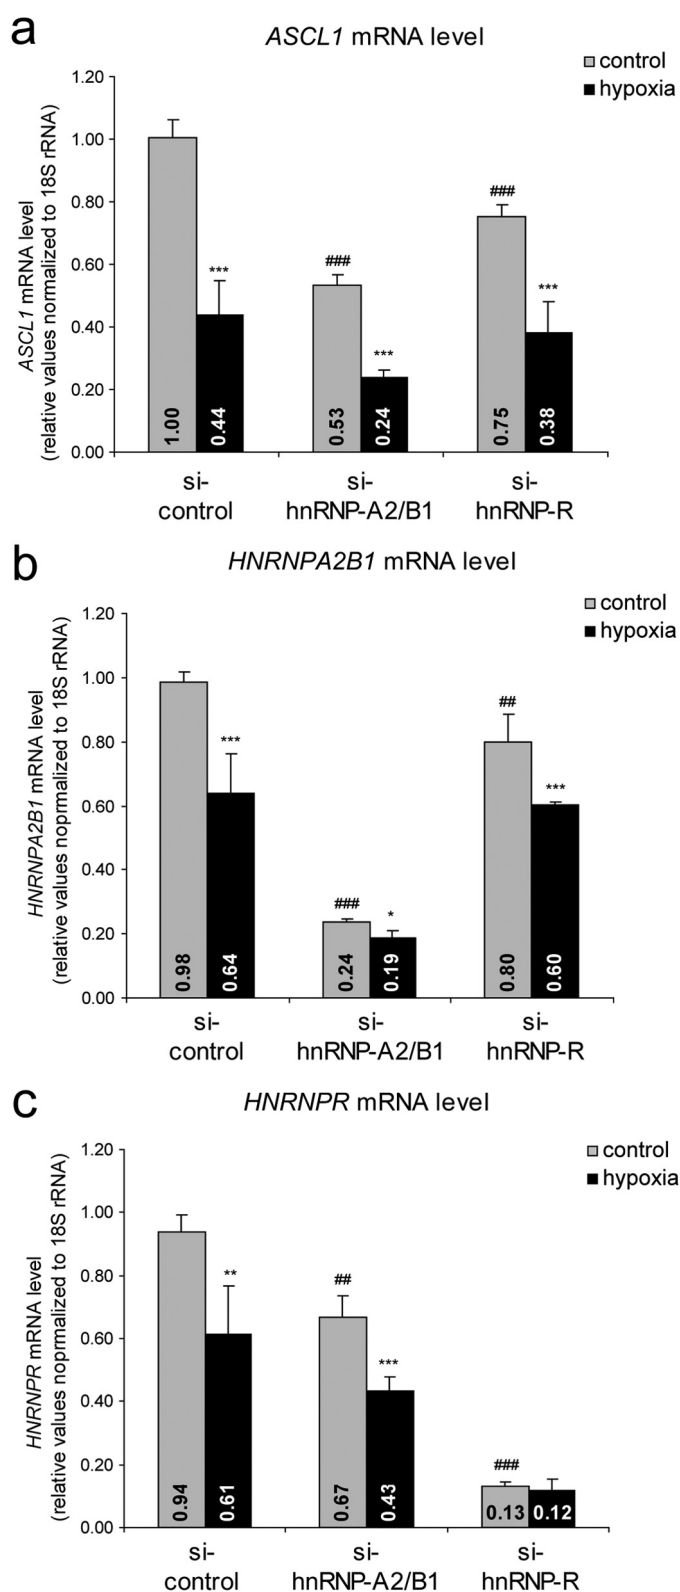 a
ASCL1 mRNA level
control
hypoxia
ASCL1 mRNA level
(relative values normalized to 18S rRNA)
1.20
1.00
0.80
0.60
0.40
0.20
0.00
***
###
***
###
***
1.00
0.44
0.53
0.24
0.75
0.38
si-
control
si-
hnRNP-A2/B1
si-
hnRNP-R
b
HNRNPA2B1 mRNA level
control
hypoxia
HNRNPA2B1 mRNA level
(relative values noprmalized to 18S rRNA)
1.20
1.00
0.80
0.60
0.40
0.20
0.00
***
###
*
##
***
0.98
0.64
0.24
0.19
0.80
0.60
si-
control
si-
hnRNP-A2/B1
si-
hnRNP-R
c
HNRNPR mRNA level
control
hypoxia
HNRNPR mRNA level
(relative values noprmalized to 18S rRNA)
1.20
1.00
0.80
0.60
0.40
0.20
0.00
**
##
***
###
0.94
0.61
0.67
0.43
0.13
0.12
si-
control
si-
hnRNP-A2/B1
si-
hnRNP-R